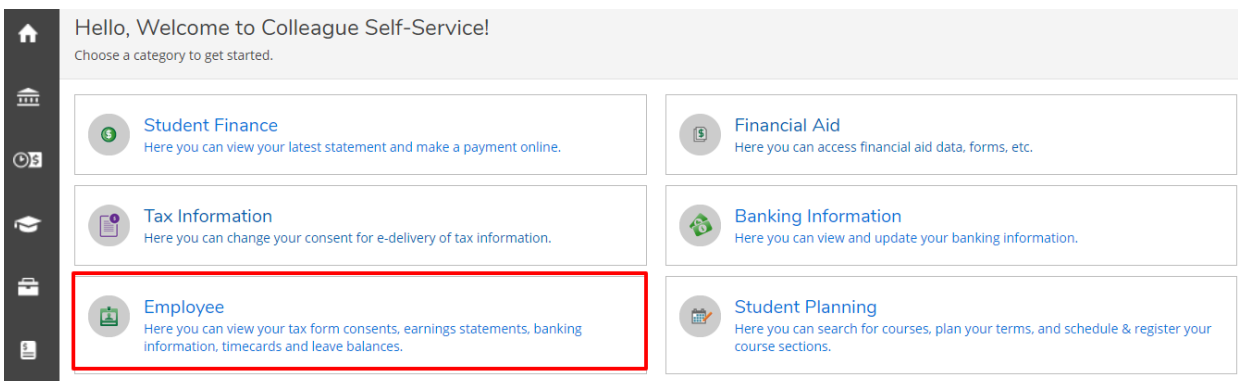 Hello, Welcome to Colleague Self-Service!
Choose a category to get started.
Student Finance
Here you can view your latest statement and make a payment online.
Financial Aid
Here you can access financial aid data, forms, etc.
Tax Information
Here you can change your consent for e-delivery of tax information.
Banking Information
Here you can view and update your banking information.
Employee
Here you can view your tax form consents, earnings statements, banking
information, timecards and leave balances.
Student Planning
Here you can search for courses, plan your terms, and schedule & register your
course sections.